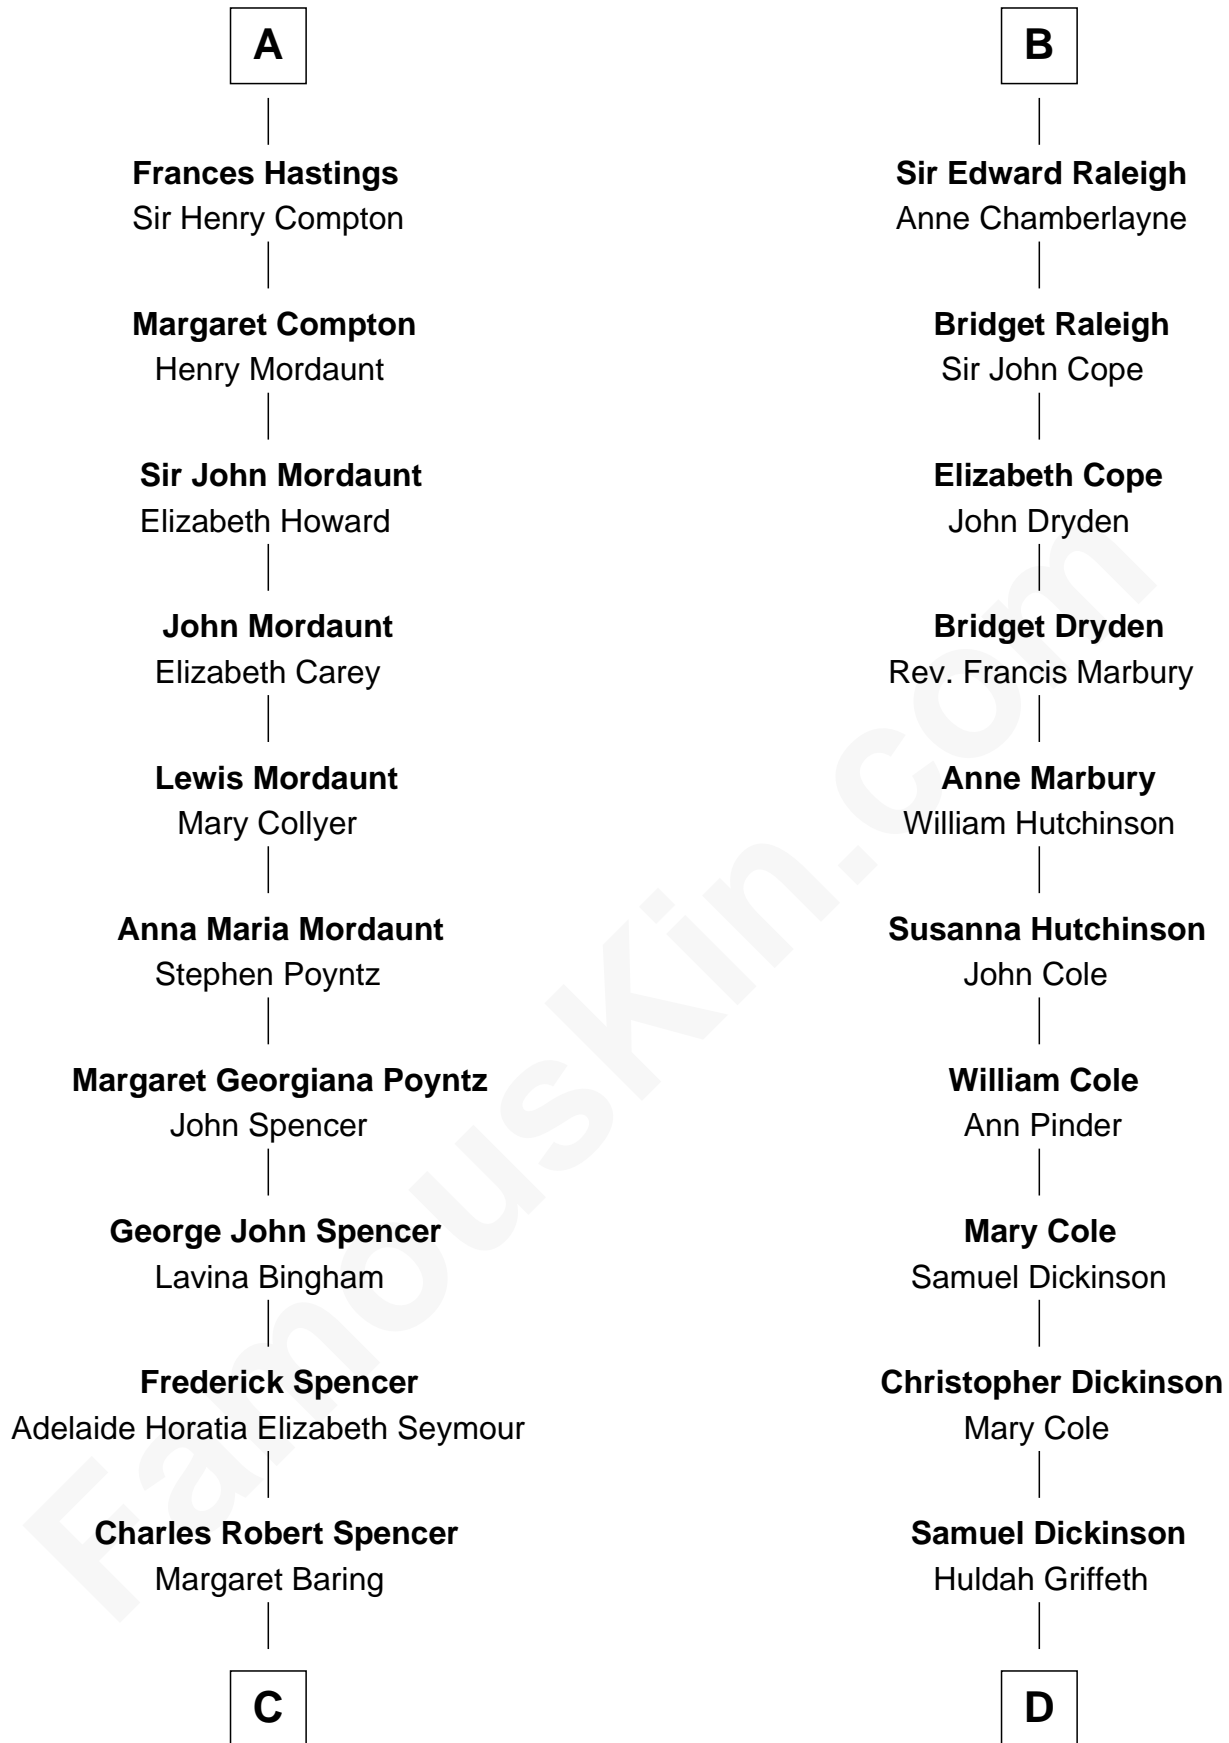 A
Frances Hastings
Sir Henry Compton
Margaret Compton
Henry Mordaunt
Sir John Mordaunt
Elizabeth Howard
John Mordaunt
Elizabeth Carey
Lewis Mordaunt
Mary Collyer
Anna Maria Mordaunt
Stephen Poyntz
Margaret Georgiana Poyntz
John Spencer
George John Spencer
Lavina Bingham
Frederick Spencer
Adelaide Horatia Elizabeth Seymour
Charles Robert Spencer
Margaret Baring
C
B
Sir Edward Raleigh
Anne Chamberlayne
Bridget Raleigh
Sir John Cope
Elizabeth Cope
John Dryden
Bridget Dryden
Rev. Francis Marbury
Anne Marbury
William Hutchinson
Susanna Hutchinson
John Cole
William Cole
Ann Pinder
Mary Cole
Samuel Dickinson
Christopher Dickinson
Mary Cole
Samuel Dickinson
Huldah Griffeth
D
FamousKin.com